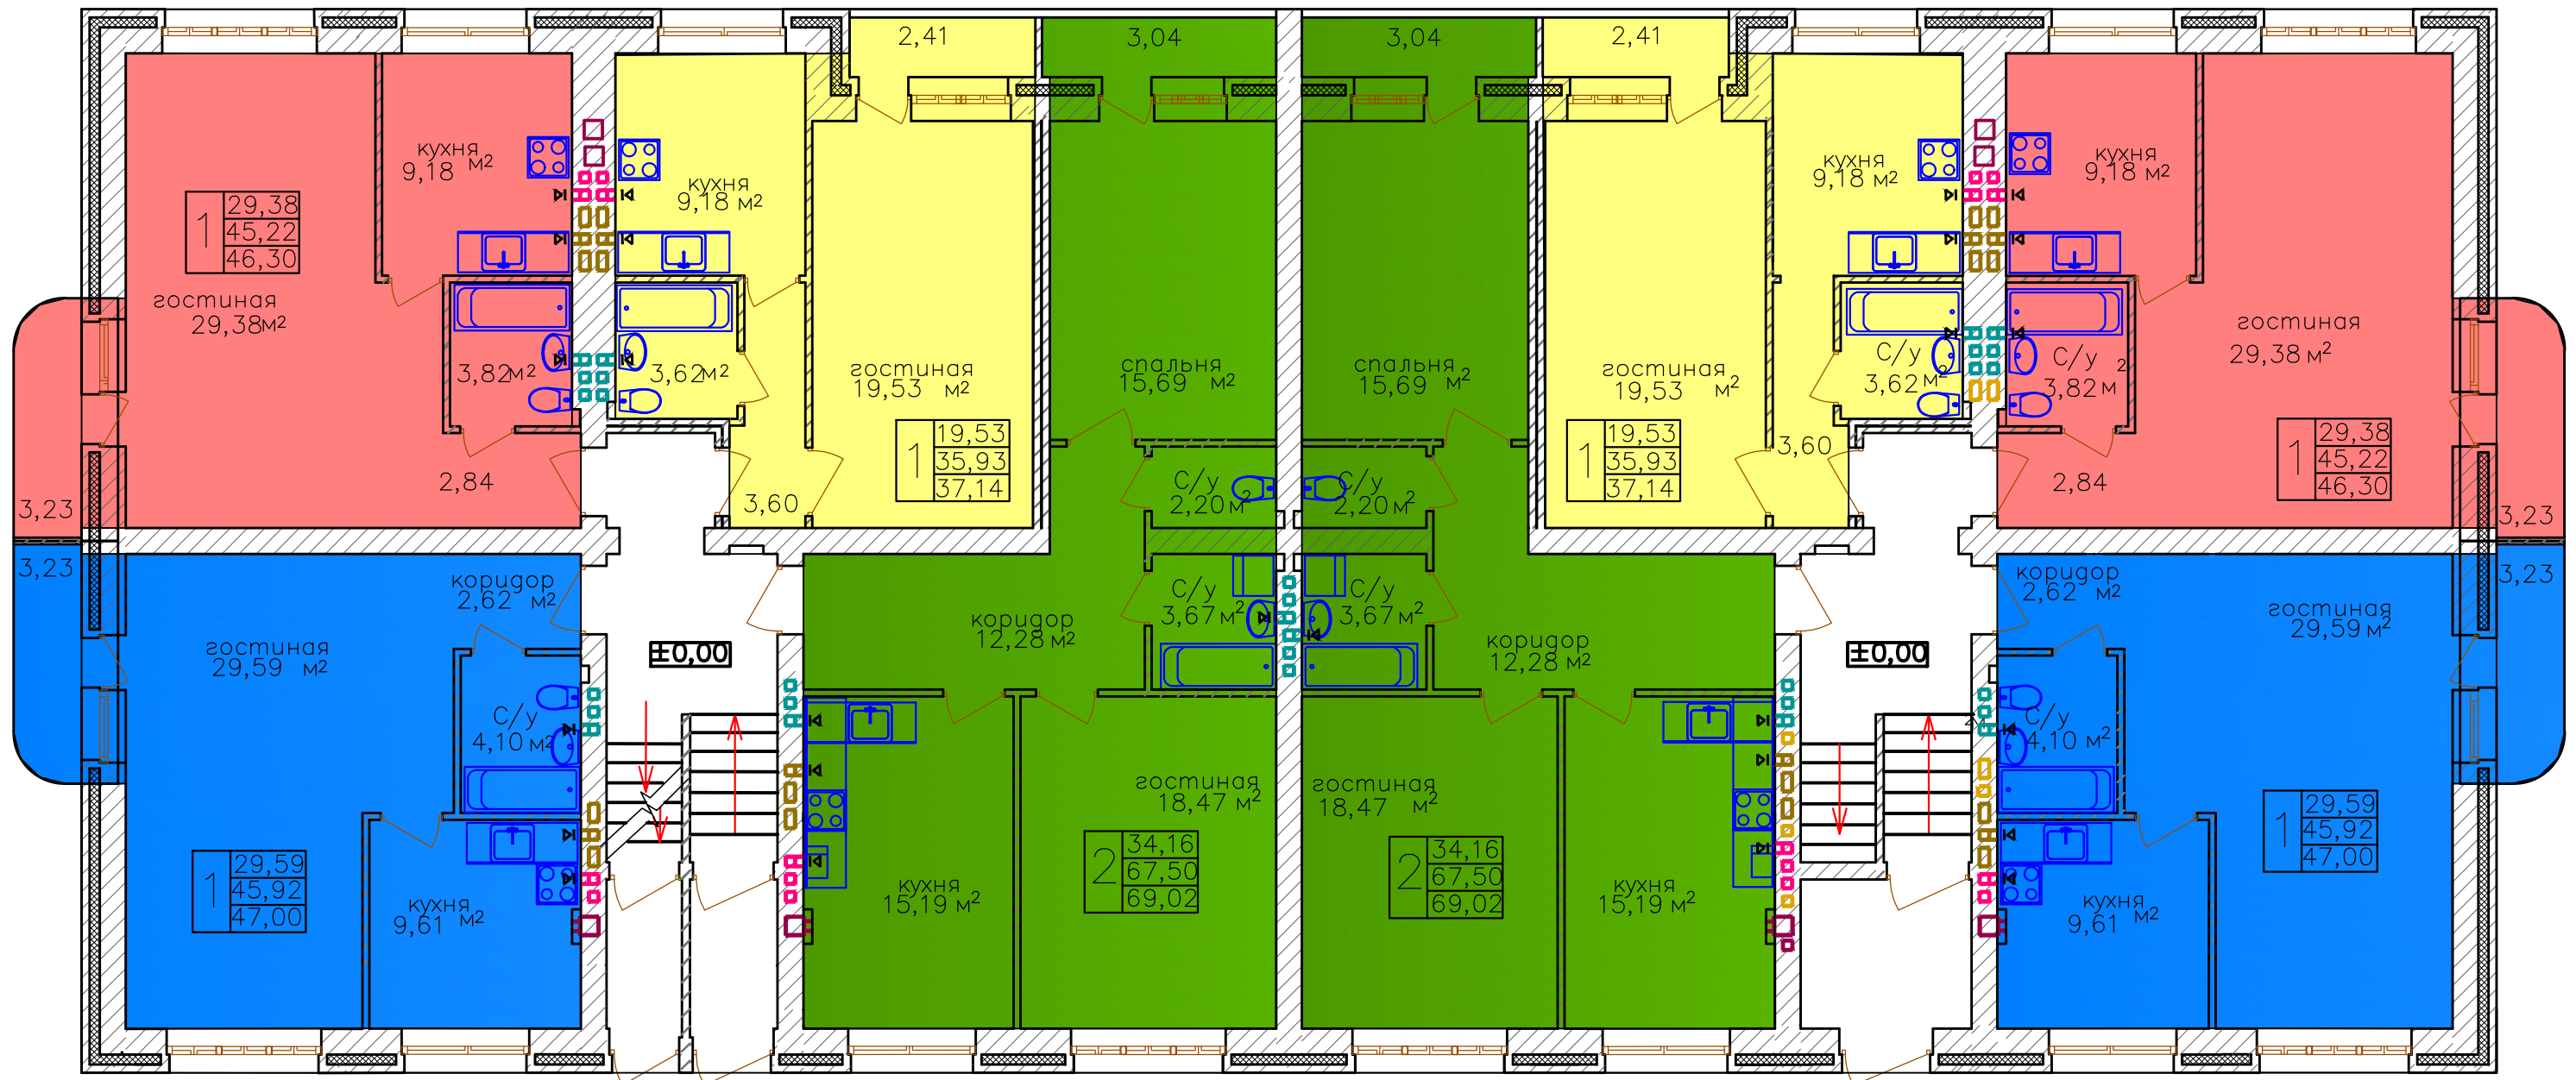 2,41
3,04
3,04
2,41
кухня
9,18 м²
кухня
9,18 м²
кухня
9,18 м²
кухня
9,18 м²
1
29,38
45,22
46,30
гостиная
29,38м²
3,82м²
3,62м²
гостиная
19,53 м²
спальня
15,69 м²
спальня
15,69 м²
гостиная
19,53 м²
С/у
3,62 м²
С/у
3,82 м²
гостиная
29,38 м²
1
19,53
35,93
37,14
1
19,53
35,93
37,14
1
29,38
45,22
46,30
3,23
2,84
3,60
С/у
2,20м²
С/у
2,20м²
3,60
2,84
3,23
3,23
коридор
2,62 м²
гостиная
29,59 м²
±0,00
коридор
12,28м²
С/у
3,67м²
С/у
3,67м²
коридор
12,28м²
±0,00
коридор
2,62 м²
гостиная
29,59м²
3,23
С/у
4,10 м²
гостиная
18,47 м²
гостиная
18,47 м²
С/у
4,10 м²
1
29,59
45,92
47,00
кухня
9,61 м²
кухня
15,19 м²
2
34,16
67,50
69,02
2
34,16
67,50
69,02
кухня
15,19 м²
кухня
9,61 м²
1
29,59
45,92
47,00